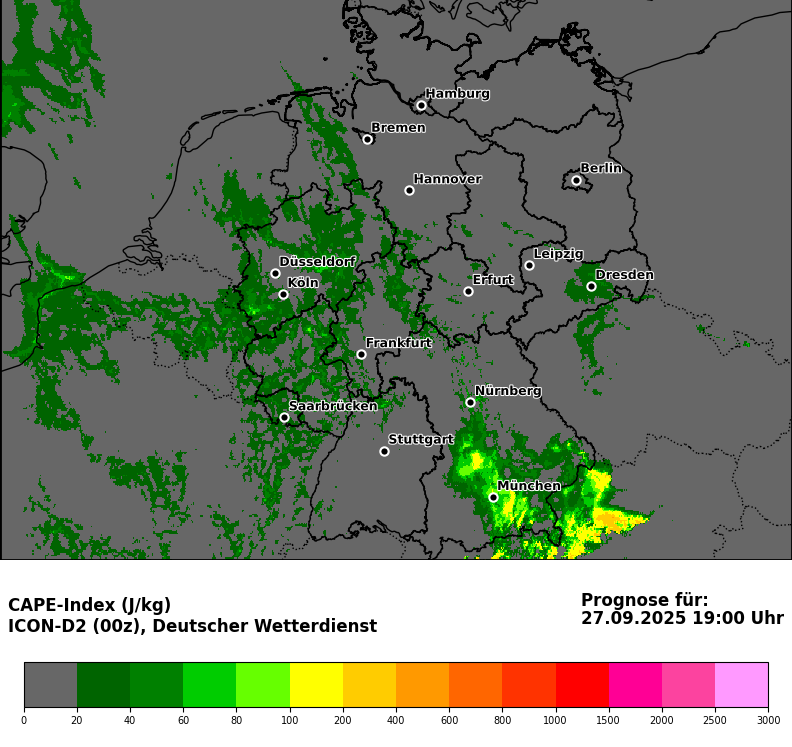 Hamburg
Bremen
Berlin
Hannover
Leipzig
Düsseldorf
Dresden
Köln
Erfurt
Frankfurt
Nürnberg
Saarbrücken
Stuttgart
München
CAPE-Index (J/kg)
ICON-D2 (00z), Deutscher Wetterdienst
Prognose für:
27.09.2025 19:00 Uhr
0 20 40 60 80 100 200 400 600 800 1000 1500 2000 2500 3000